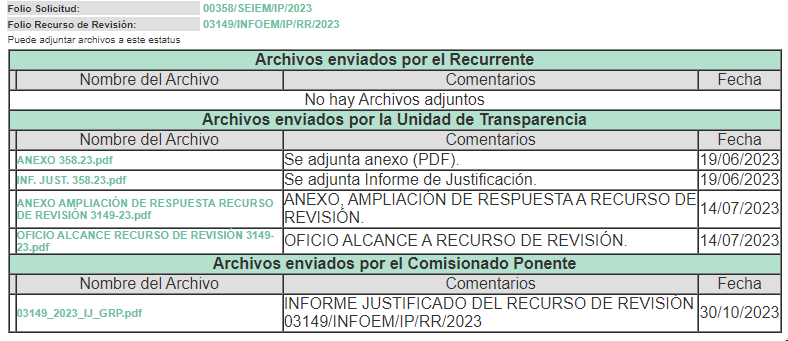 Folio Solicitud: 00358/SEIEM/IP/2023
Folio Recurso de Revisión: 03149/INFOEM/IP/RR/2023
Puede adjuntar archivos a este estatus
Archivos enviados por el Recurrente
Nombre del Archivo Comentarios Fecha
No hay Archivos adjuntos
Archivos enviados por la Unidad de Transparencia
Nombre del Archivo Comentarios Fecha
ANEXO 358.23.pdf Se adjunta anexo (PDF). 19/06/2023
INF. JUST. 358.23.pdf Se adjunta Informe de Justificación. 19/06/2023
ANEXO AMPLIACIÓN DE RESPUESTA RECURSO
DE REVISIÓN 3149-23.pdf
ANEXO, AMPLIACIÓN DE RESPUESTA A RECURSO DE
REVISIÓN.
14/07/2023
OFICIO ALCANCE RECURSO DE REVISIÓN 3149-
23.pdf
OFICIO ALCANCE A RECURSO DE REVISIÓN.
14/07/2023
Archivos enviados por el Comisionado Ponente
Nombre del Archivo Comentarios Fecha
03149_2023_IJ_GRP.pdf
INFORME JUSTIFICADO DEL RECURSO DE REVISIÓN
03149/INFOEM/IP/RR/2023
30/10/2023